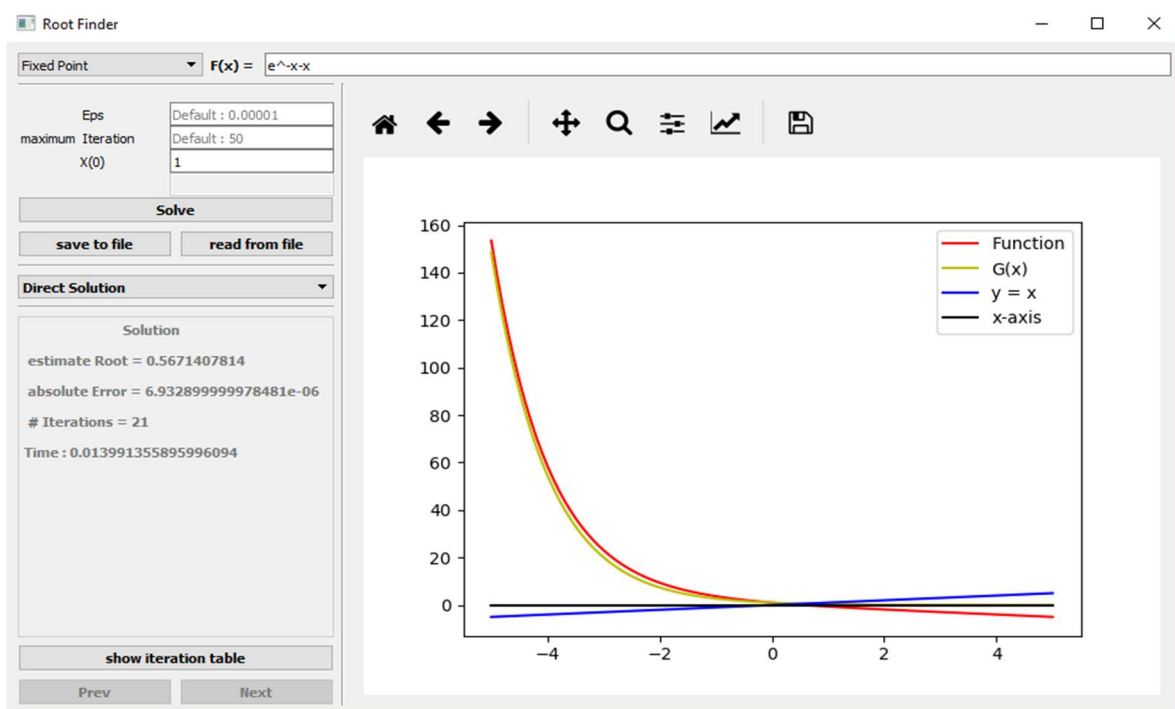 Root Finder
Fixed Point F(x) = e^-x-x
Eps Default : 0.00001
maximum Iteration Default : 50
X(0) 1
Solve
save to file read from file
Direct Solution
Solution
estimate Root = 0.5671407814
absolute Error = 6.932899999978481e-06
# Iterations = 21
Time : 0.013991355895996094
show iteration table
Prev Next
160
140
120
100
80
60
40
20
0
−4 −2 0 2 4
Function
G(x)
y = x
x-axis